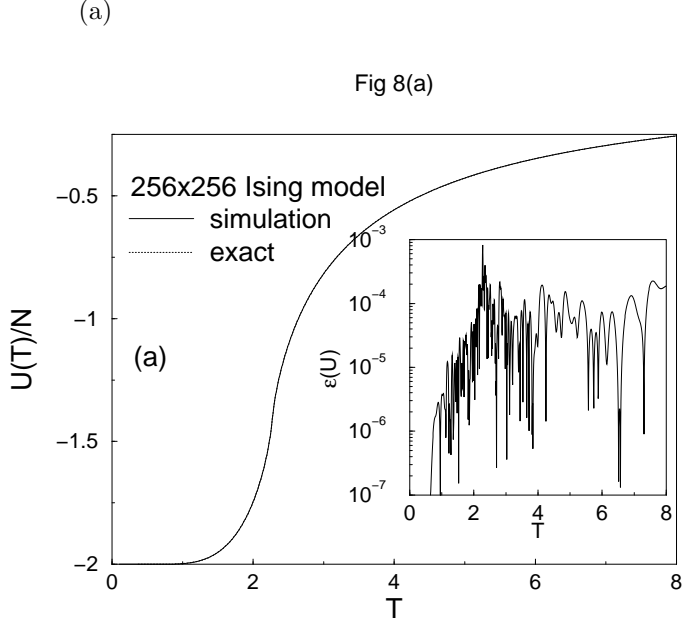 (a)
Fig 8(a)
256x256 Ising model
simulation
exact
(a)
U(T)/N
−0.5
−1
−1.5
−2
0
2
4
6
8
T
ε(U)
10⁻³
10⁻⁴
10⁻⁵
10⁻⁶
10⁻⁷
0
2
4
6
8
T